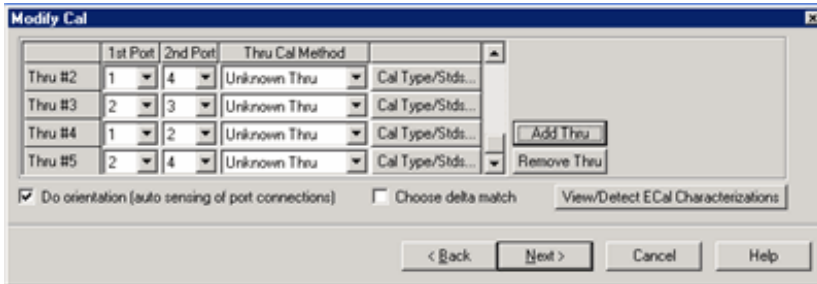 Modify Cal
1st Port 2nd Port Thru Cal Method
Thru #2 1 4 Unknown Thru Cal Type/Stds...
Thru #3 2 3 Unknown Thru Cal Type/Stds...
Thru #4 1 2 Unknown Thru Cal Type/Stds... Add Thru
Thru #5 2 4 Unknown Thru Cal Type/Stds... Remove Thru
Do orientation (auto sensing of port connections) Choose delta match View/Detect ECal Characterizations
< Back Next > Cancel Help